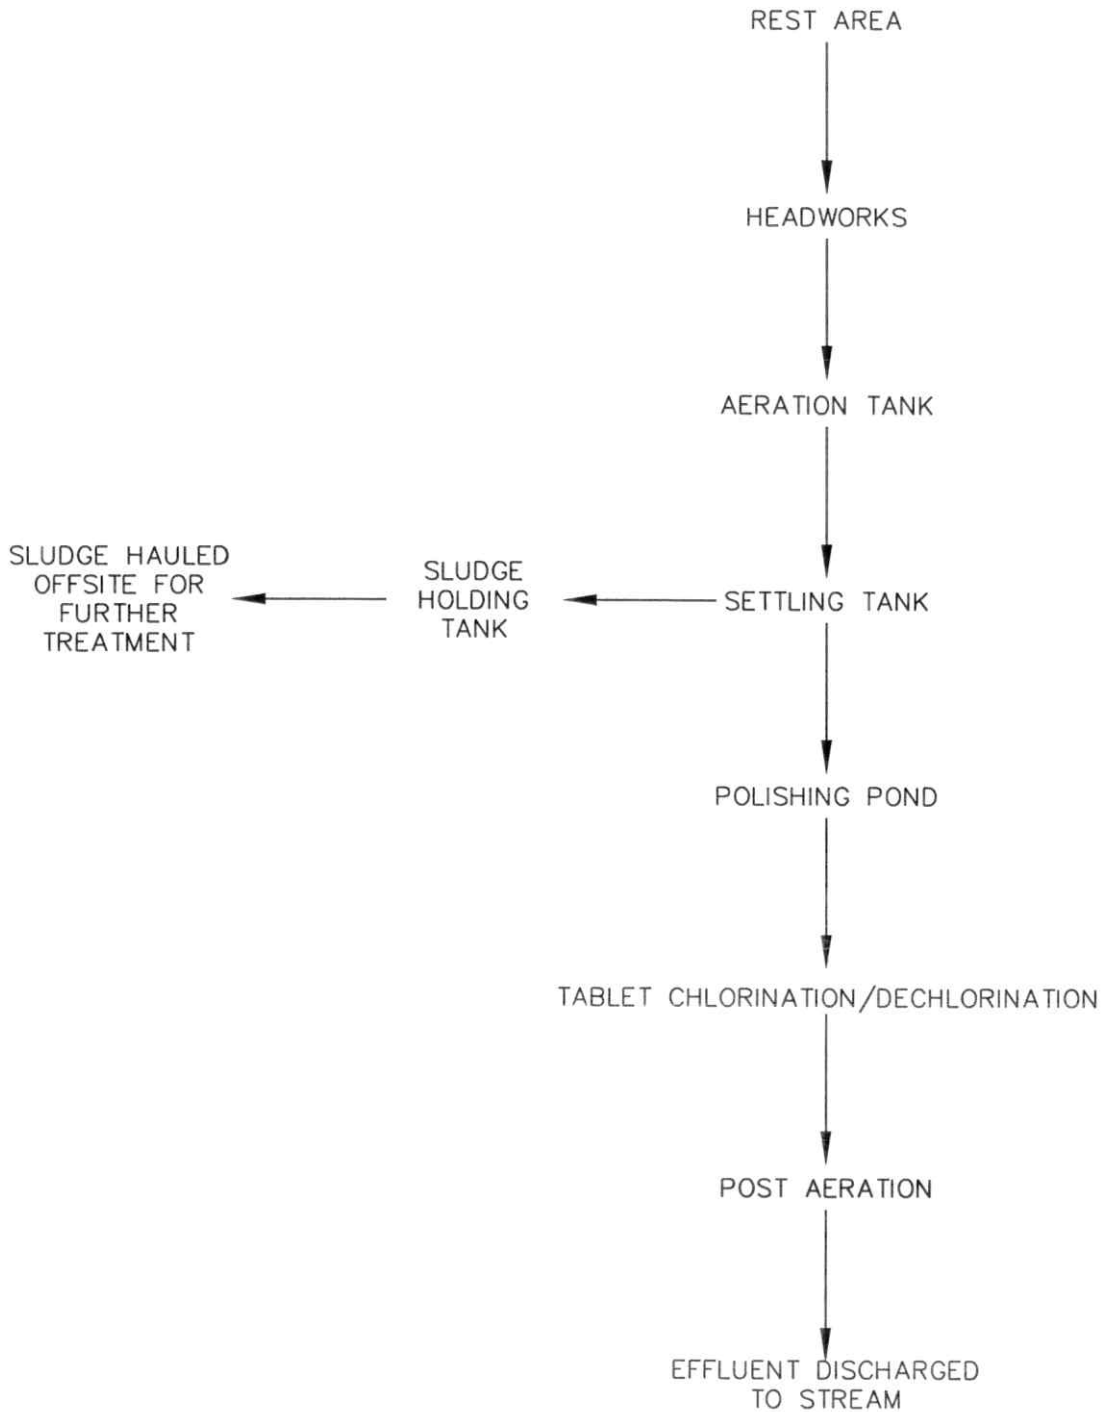 REST AREA
HEADWORKS
AERATION TANK
SLUDGE HAULED
OFFSITE FOR
FURTHER
TREATMENT
SLUDGE
HOLDING
TANK
SETTLING TANK
POLISHING POND
TABLET CHLORINATION/DECHLORINATION
POST AERATION
EFFLUENT DISCHARGED
TO STREAM